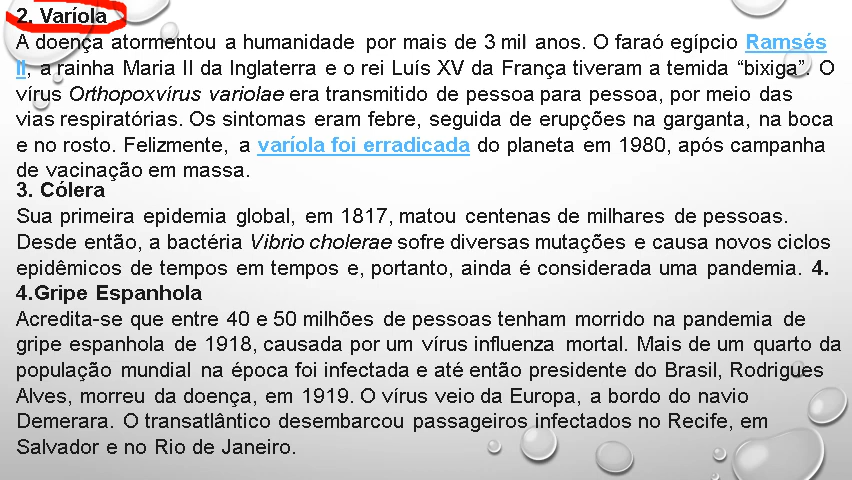 2. Varíola
A doença atormentou a humanidade por mais de 3 mil anos. O faraó egípcio Ramsés
II, a rainha Maria II da Inglaterra e o rei Luís XV da França tiveram a temida “bixiga”. O
vírus Orthopoxvírus variolae era transmitido de pessoa para pessoa, por meio das
vias respiratórias. Os sintomas eram febre, seguida de erupções na garganta, na boca
e no rosto. Felizmente, a varíola foi erradicada do planeta em 1980, após campanha
de vacinação em massa.
3. Cólera
Sua primeira epidemia global, em 1817, matou centenas de milhares de pessoas.
Desde então, a bactéria Vibrio cholerae sofre diversas mutações e causa novos ciclos
epidêmicos de tempos em tempos e, portanto, ainda é considerada uma pandemia. 4.
4.Gripe Espanhola
Acredita-se que entre 40 e 50 milhões de pessoas tenham morrido na pandemia de
gripe espanhola de 1918, causada por um vírus influenza mortal. Mais de um quarto da
população mundial na época foi infectada e até então presidente do Brasil, Rodrigues
Alves, morreu da doença, em 1919. O vírus veio da Europa, a bordo do navio
Demerara. O transatlântico desembarcou passageiros infectados no Recife, em
Salvador e no Rio de Janeiro.